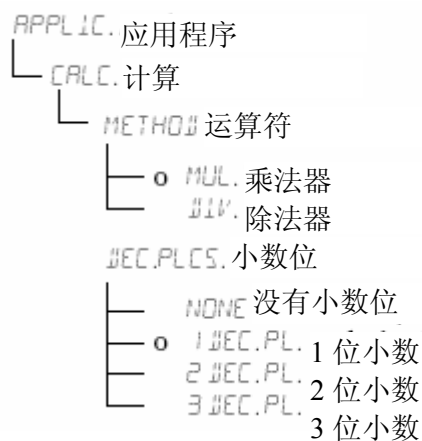 APPLIC. 应用程序
CALC. 计算
METHOD 运算符
o MUL. 乘法器
DIV. 除法器
DEC.PLCS. 小数位
NONE 没有小数位
o 1 DEC.PL. 1 位小数
2 DEC.PL. 2 位小数
3 DEC.PL. 3 位小数